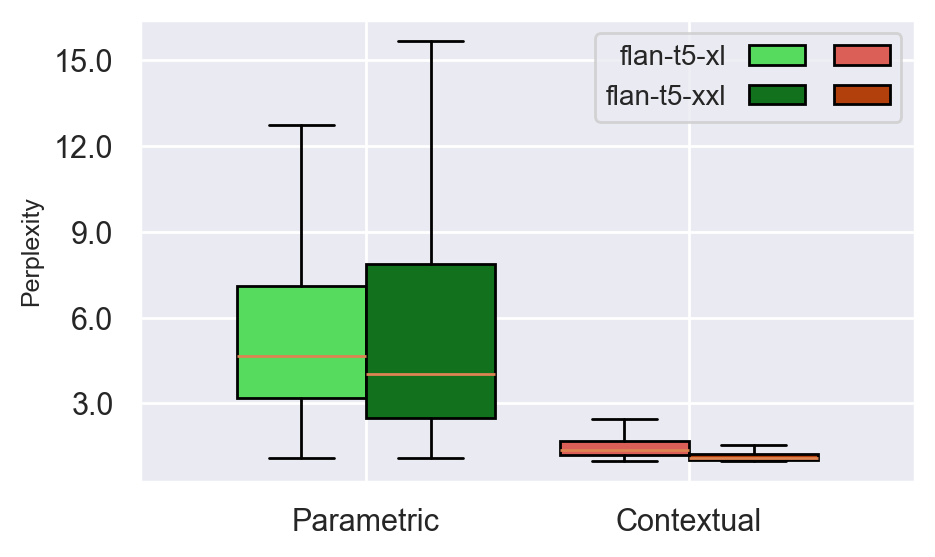 15.0
12.0
9.0
6.0
3.0
Perplexity
flan-t5-xl
flan-t5-xxl
Parametric
Contextual